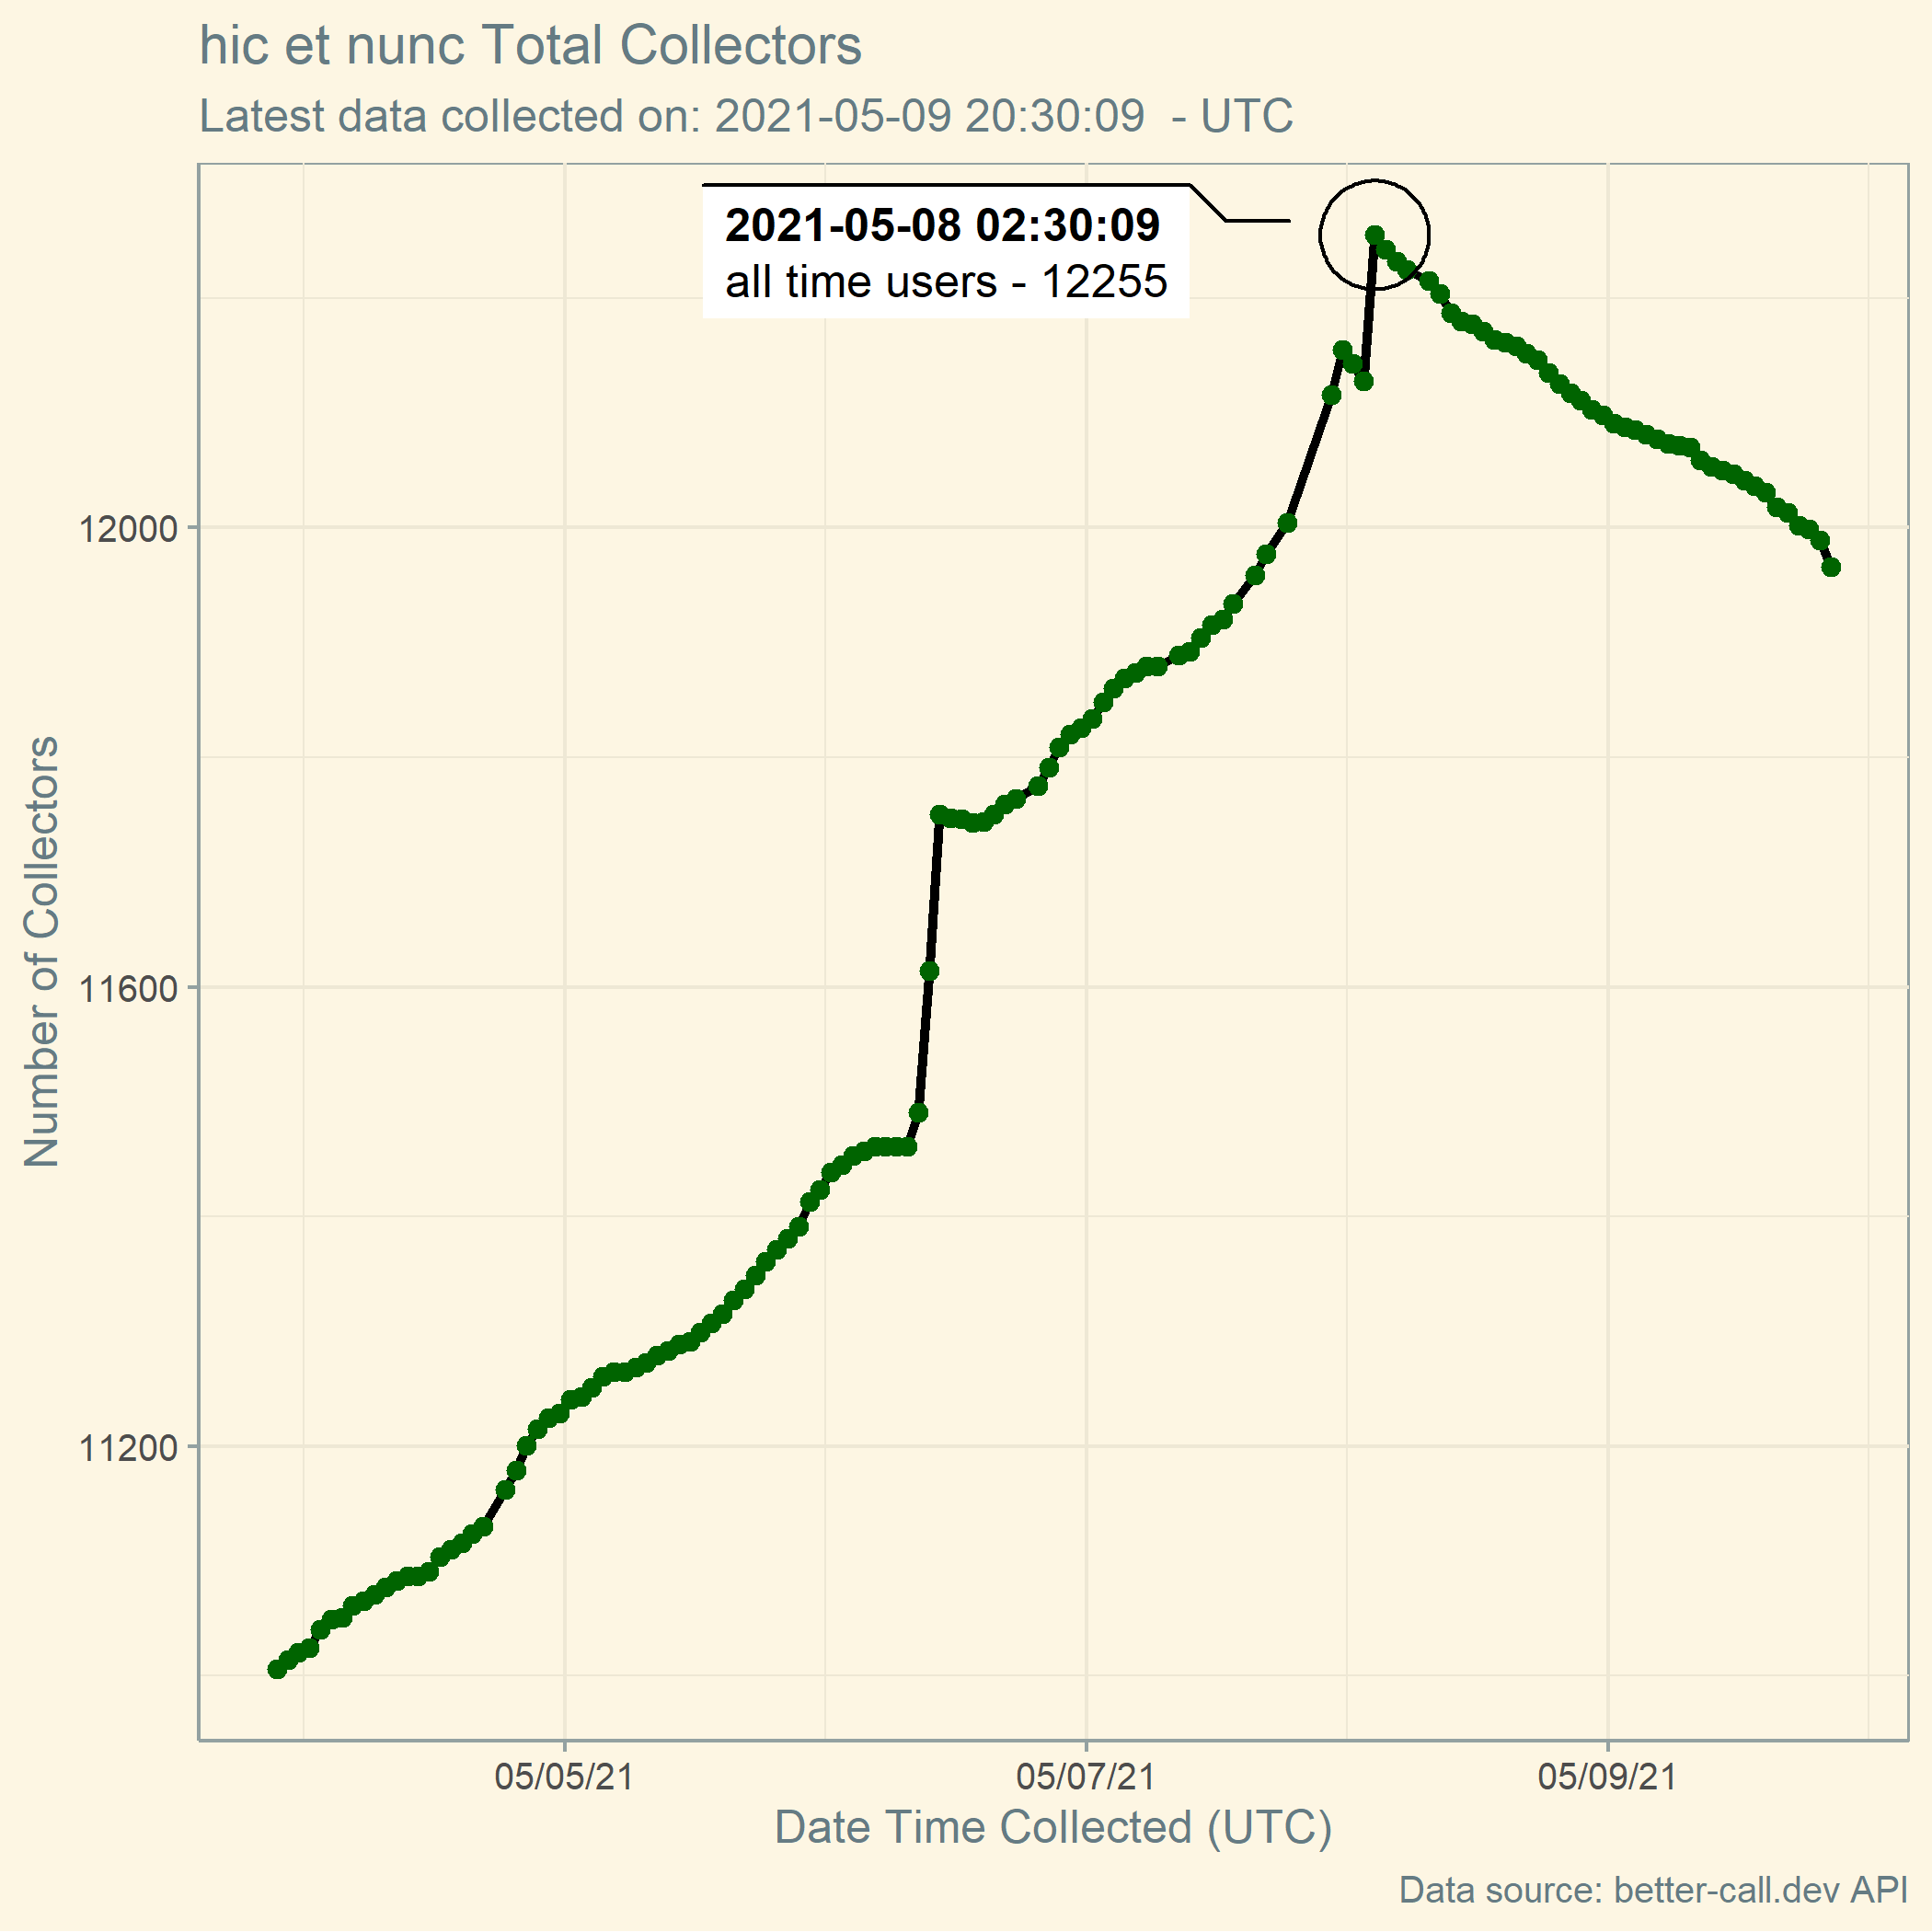 hic et nunc Total Collectors
Latest data collected on: 2021-05-09 20:30:09  - UTC
2021-05-08 02:30:09
all time users - 12255
Number of Collectors
12000
11600
11200
05/05/21
05/07/21
05/09/21
Date Time Collected (UTC)
Data source: better-call.dev API